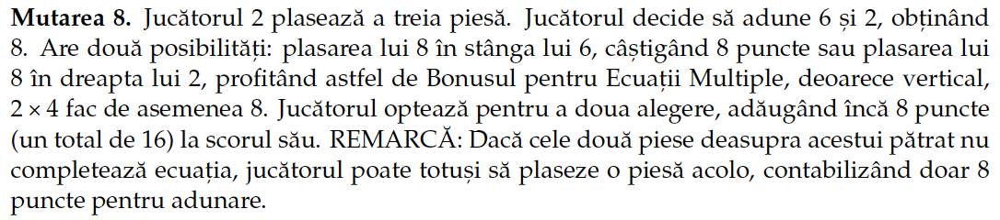 Mutarea 8. Jucătorul 2 plasează a treia piesă. Jucătorul decide să adune 6 și 2, obținând
8. Are două posibilități: plasarea lui 8 în stânga lui 6, câștigând 8 puncte sau plasarea lui
8 în dreapta lui 2, profitând astfel de Bonusul pentru Ecuații Multiple, deoarece vertical,
2 × 4 fac de asemenea 8. Jucătorul optează pentru a doua alegere, adăugând încă 8 puncte
(un total de 16) la scorul său. REMARCĂ: Dacă cele două piese deasupra acestui pătrat nu
completează ecuația, jucătorul poate totuși să plaseze o piesă acolo, contabilizând doar 8
puncte pentru adunare.